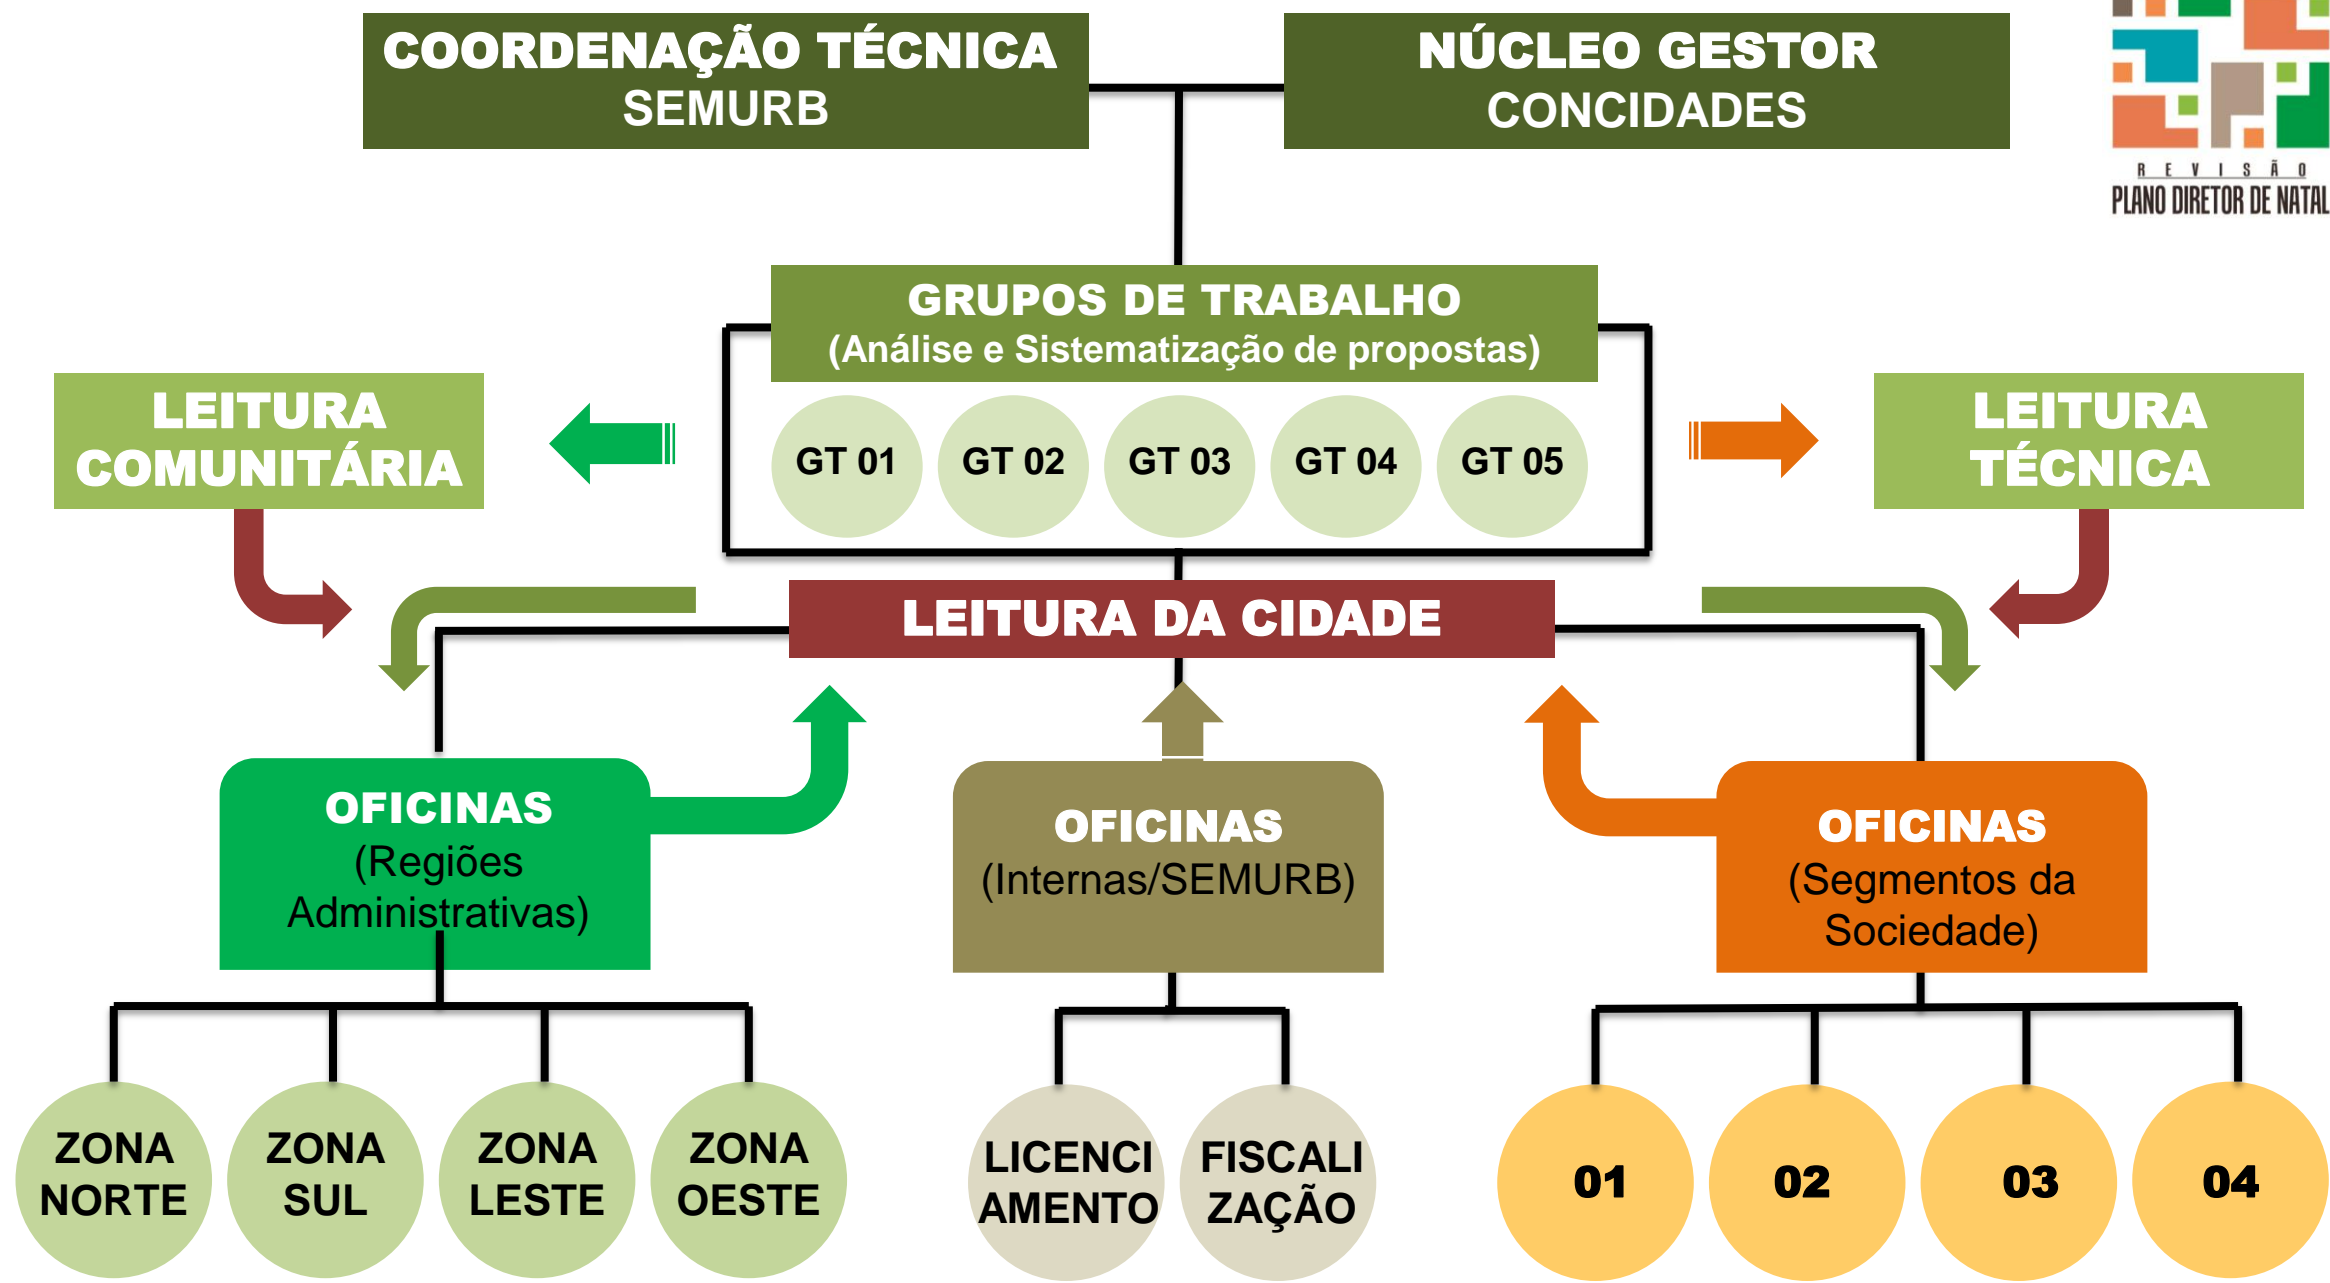 COORDENAÇÃO TÉCNICA
SEMURB
NÚCLEO GESTOR
CONCIDADES
REVISÃO
PLANO DIRETOR DE NATAL
GRUPOS DE TRABALHO
(Análise e Sistematização de propostas)
LEITURA
COMUNITÁRIA
GT 01
GT 02
GT 03
GT 04
GT 05
LEITURA
TÉCNICA
LEITURA DA CIDADE
OFICINAS
(Regiões
Administrativas)
OFICINAS
(Internas/SEMURB)
OFICINAS
(Segmentos da
Sociedade)
ZONA
NORTE
ZONA
SUL
ZONA
LESTE
ZONA
OESTE
LICENCI
AMENTO
FISCALI
ZAÇÃO
01
02
03
04